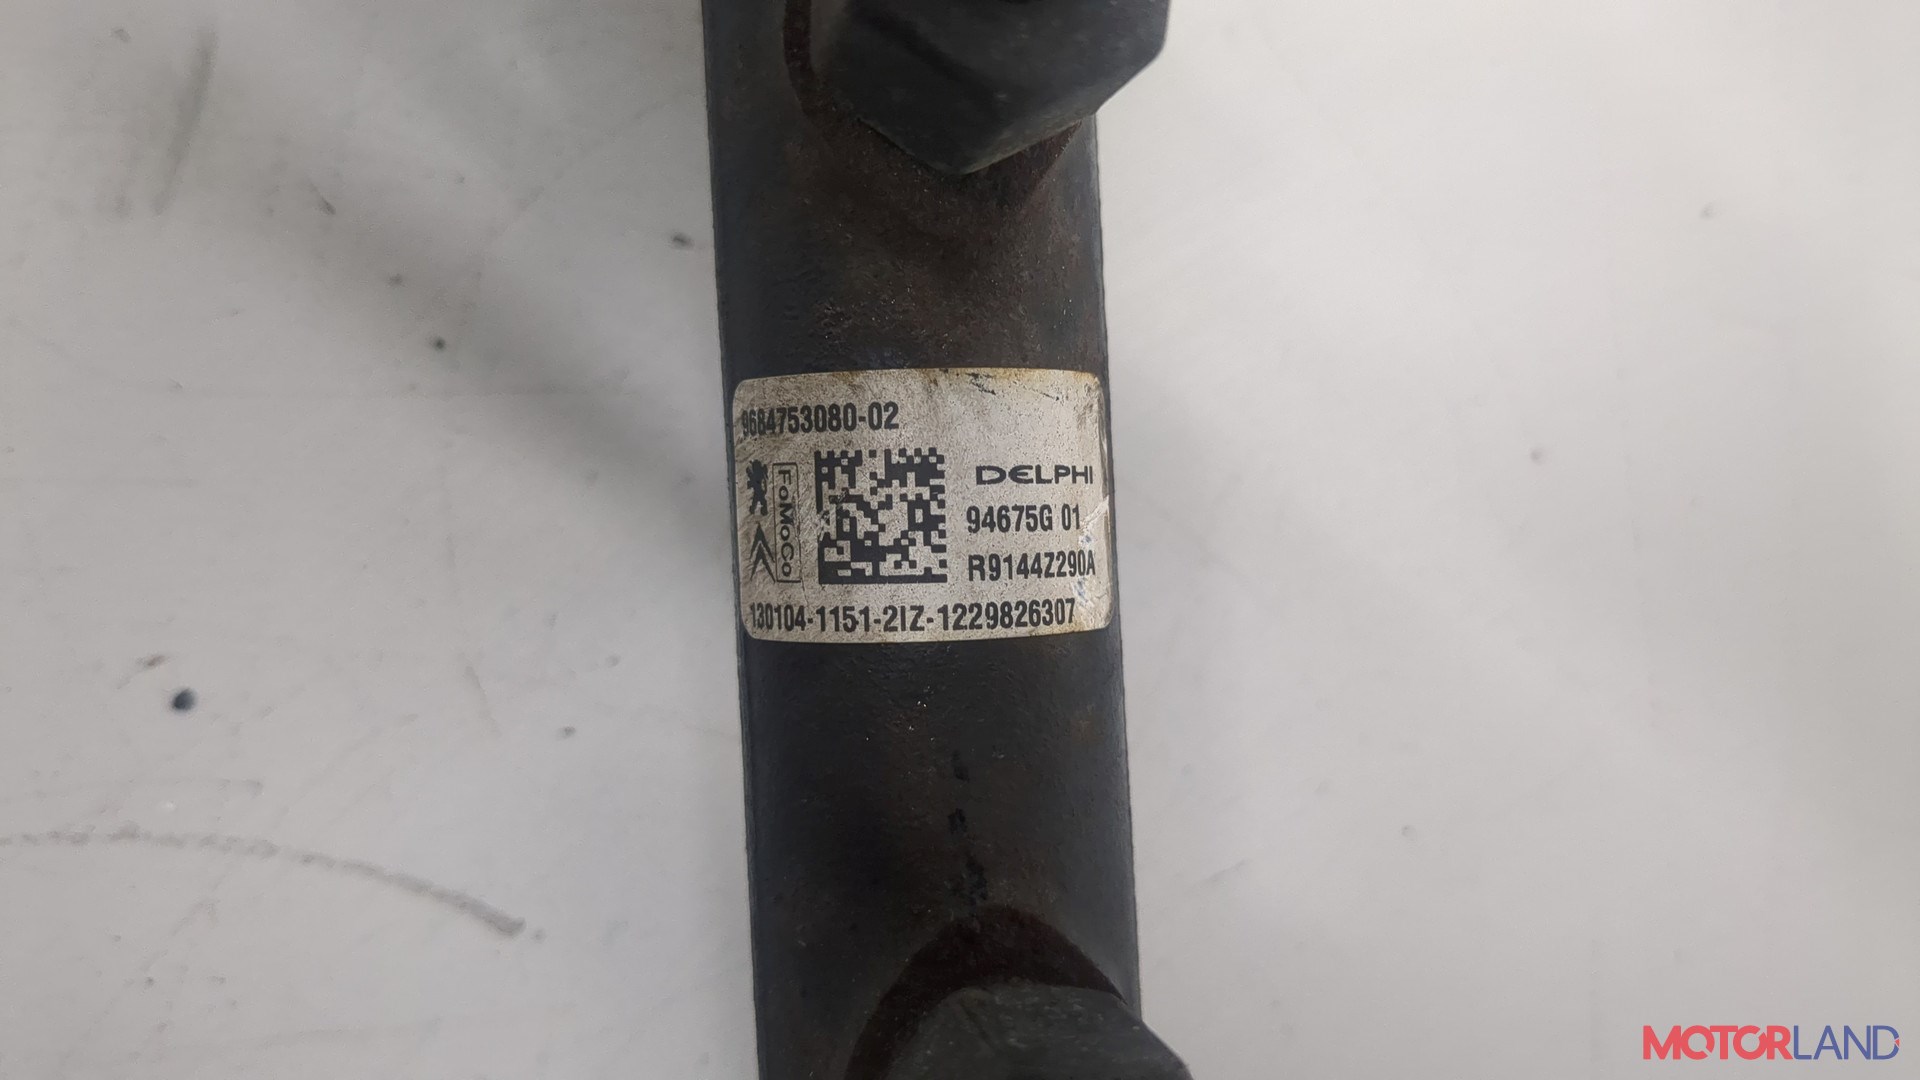 9684753080-02
FoMoCo
DELPHI
94675G 01
R9144Z290A
130104-1151-2IZ-1229826307
MOTORLAND